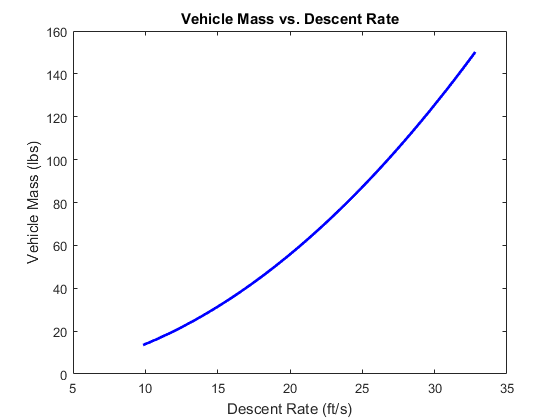 Vehicle Mass vs. Descent Rate
160
140
120
100
80
60
40
20
0
Vehicle Mass (lbs)
5 10 15 20 25 30 35
Descent Rate (ft/s)